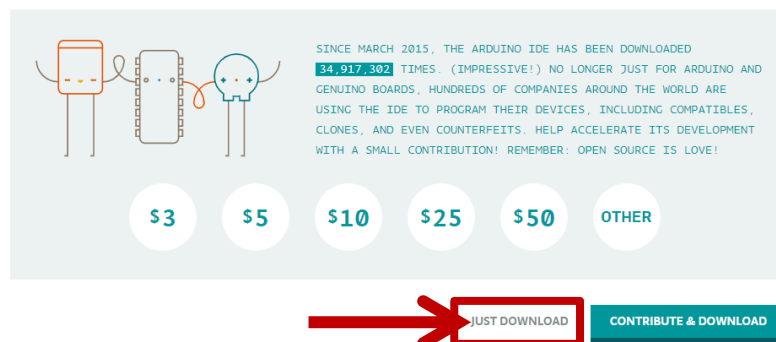 SINCE MARCH 2015, THE ARDUINO IDE HAS BEEN DOWNLOADED
34,917,302 TIMES. (IMPRESSIVE!) NO LONGER JUST FOR ARDUINO AND
GENUINO BOARDS, HUNDREDS OF COMPANIES AROUND THE WORLD ARE
USING THE IDE TO PROGRAM THEIR DEVICES, INCLUDING COMPATIBLES,
CLONES, AND EVEN COUNTERFEITS. HELP ACCELERATE ITS DEVELOPMENT
WITH A SMALL CONTRIBUTION! REMEMBER: OPEN SOURCE IS LOVE!
$3 $5 $10 $25 $50 OTHER
JUST DOWNLOAD CONTRIBUTE & DOWNLOAD